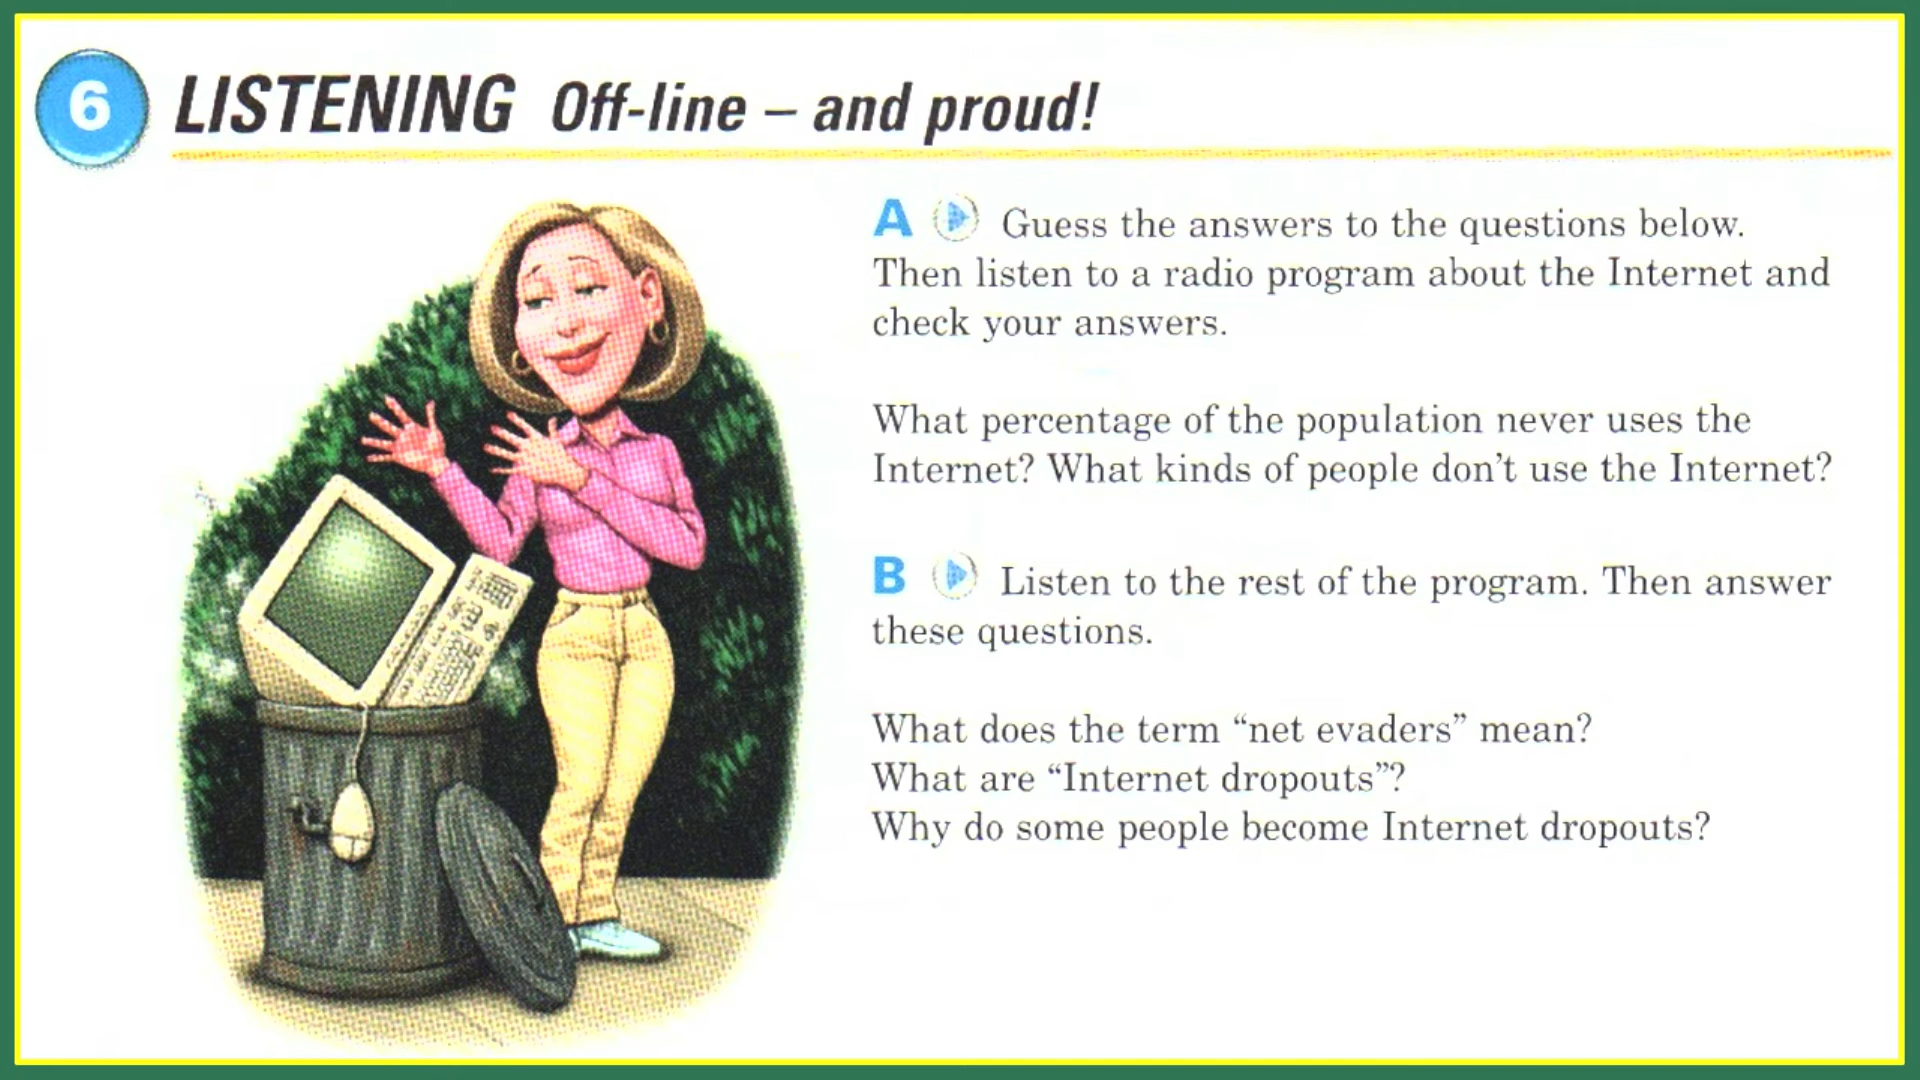 6 LISTENING Off-line – and proud!
A Guess the answers to the questions below.
Then listen to a radio program about the Internet and
check your answers.
What percentage of the population never uses the
Internet? What kinds of people don't use the Internet?
B Listen to the rest of the program. Then answer
these questions.
What does the term “net evaders” mean?
What are “Internet dropouts”?
Why do some people become Internet dropouts?